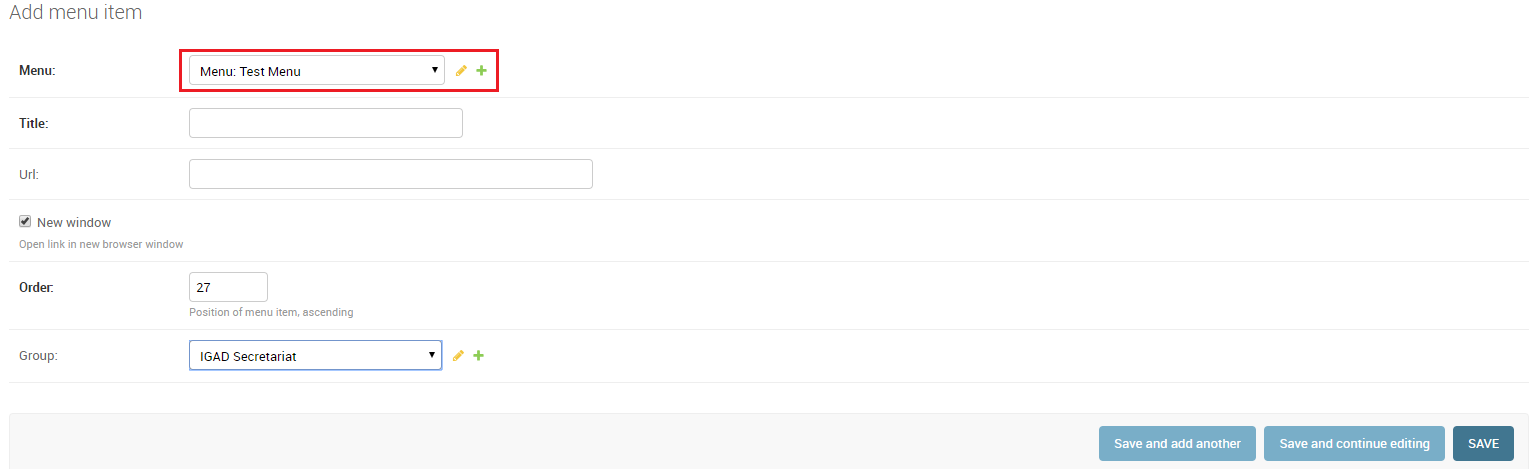 Add menu item
Menu: Menu: Test Menu
Title:
Url:
New window
Open link in new browser window
Order: 27
Position of menu item, ascending
Group: IGAD Secretariat
Save and add another Save and continue editing SAVE